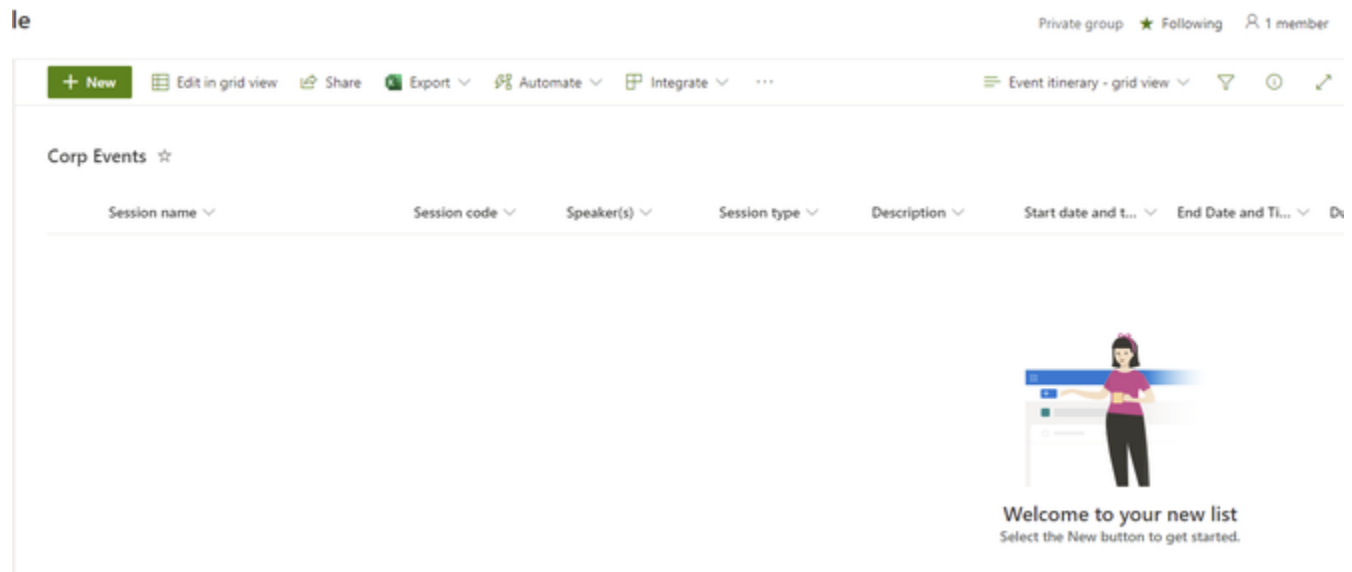 le
Private group Following 1 member
New Edit in grid view Share Export Automate Integrate ... Event itinerary - grid view
Corp Events
Session name Session code Speaker(s) Session type Description Start date and t... End Date and Ti... Du
Welcome to your new list
Select the New button to get started.